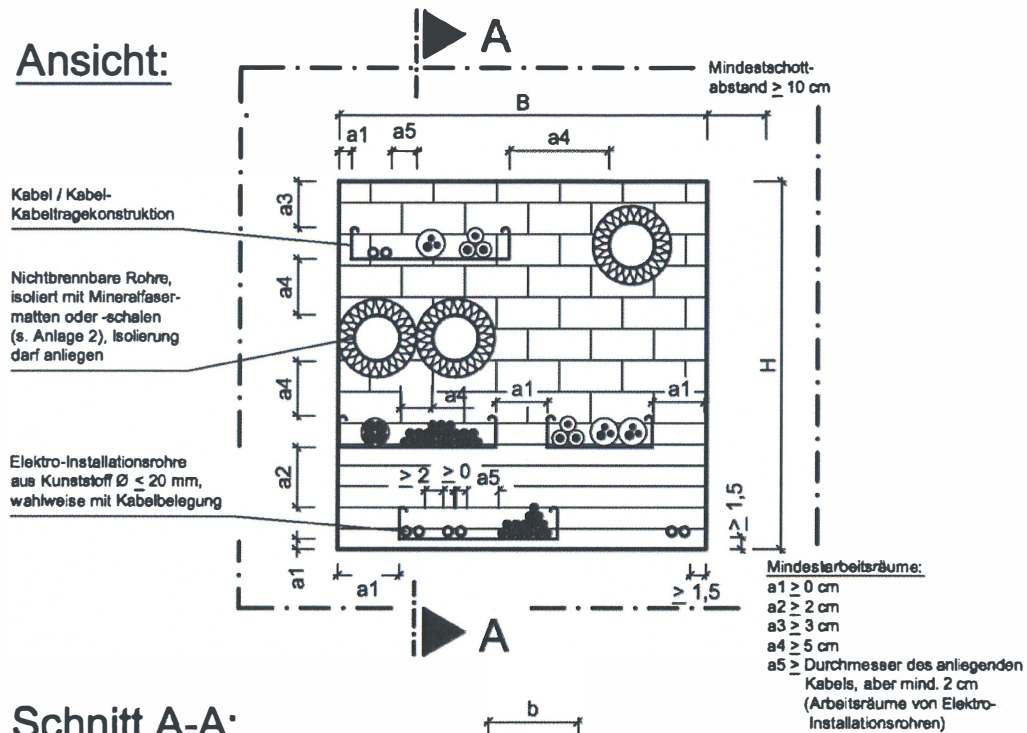 Ansicht:
A
Mindestschott-
abstand ≥ 10 cm
B
a1
a5
a4
Kabel / Kabel-
Kabeltragekonstruktion
a3
Nichtbrennbare Rohre,
isoliert mit Mineralfaser-
matten oder -schalen
(s. Anlage 2), Isolierung
darf anliegen
a4
H
a4
a4
a1
a1
Elektro-Installationsrohre
aus Kunststoff Ø ≤ 20 mm,
wahlweise mit Kabelbelegung
a2
≥ 2
≥ 0
a5
≥ 1,5
a1
a1
≥ 1,5
A
Mindestarbeitsräume:
a1 ≥ 0 cm
a2 ≥ 2 cm
a3 ≥ 3 cm
a4 ≥ 5 cm
a5 ≥ Durchmesser des anliegenden
Kabels, aber mind. 2 cm
(Arbeitsräume von Elektro-
Installationsrohren)
Schnitt A-A:
b